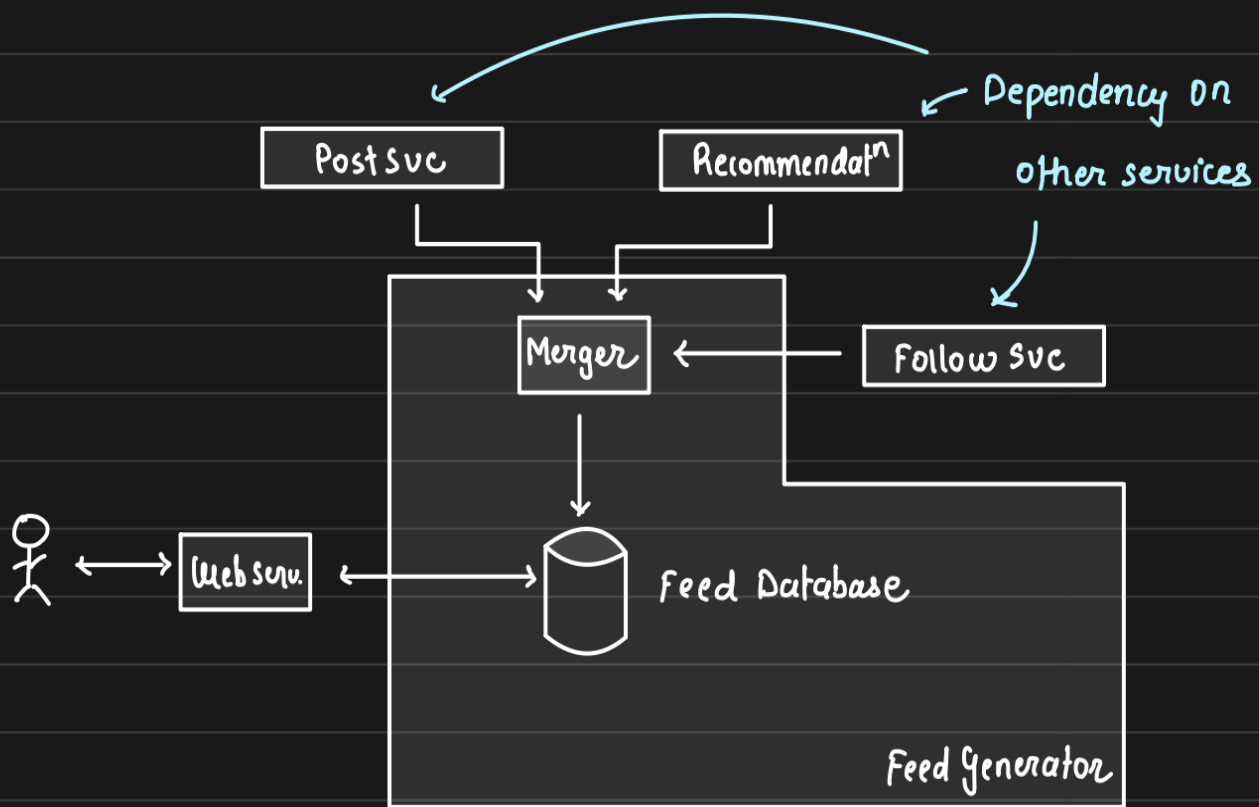 Dependency on
other services
Post svc
Recommendatⁿ
Merger
Follow svc
Web serv.
Feed Database
Feed Generator